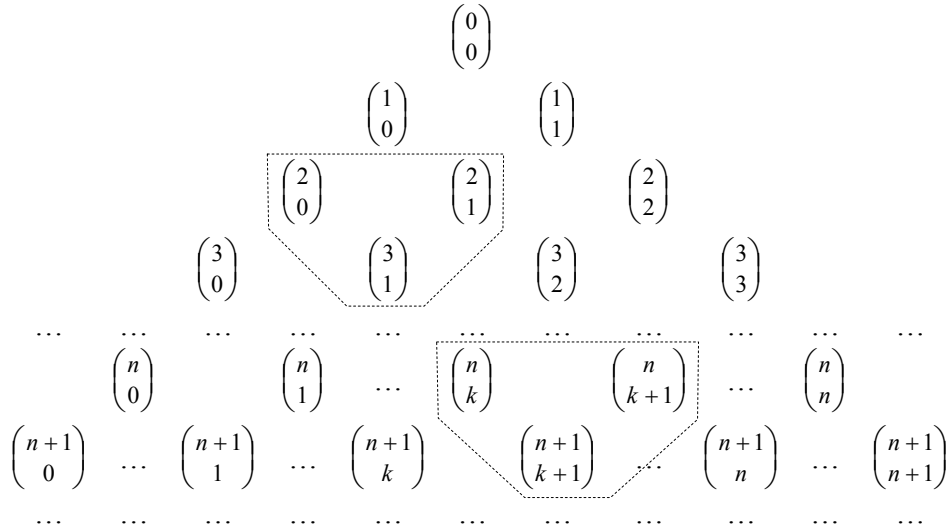 (0 0)
(1 0) (1 1)
(2 0) (2 1) (2 2)
(3 0) (3 1) (3 2) (3 3)
… … … … … … … … … … …
(n 0) (n 1) … (n k) (n k+1) … (n n)
(n+1 0) … (n+1 1) … (n+1 k) (n+1 k+1) … (n+1 n) … (n+1 n+1)
… … … … … … … … … … …